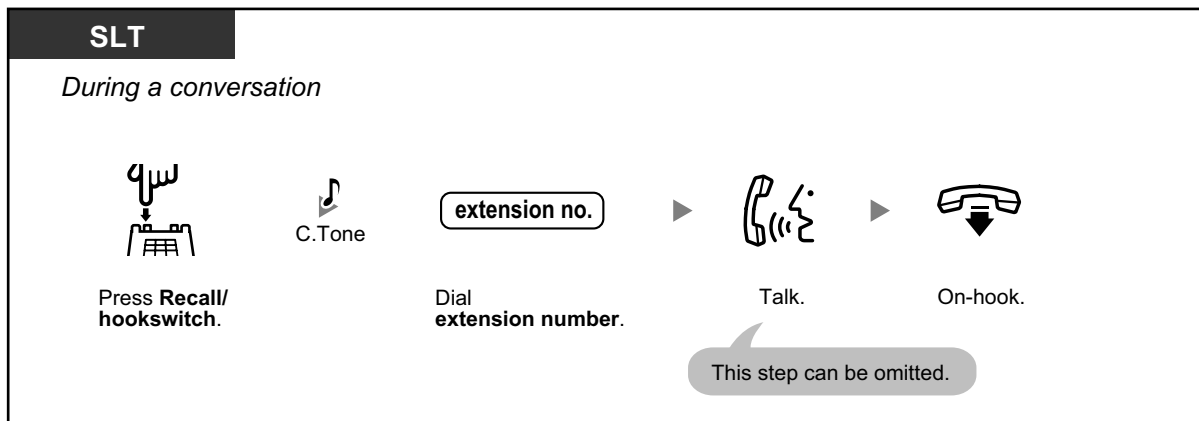 SLT
During a conversation
C.Tone
extension no.
Press Recall/
hookswitch.
Dial
extension number.
Talk.
On-hook.
This step can be omitted.